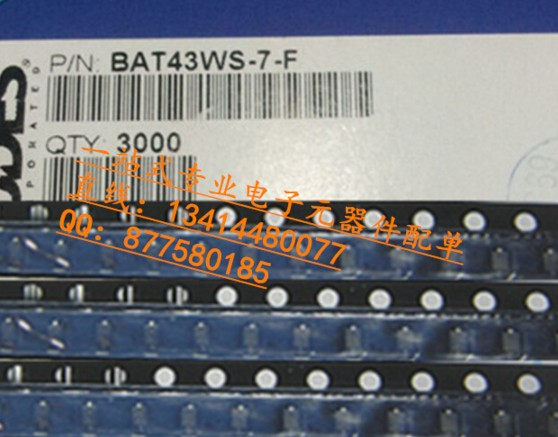 P/N: BAT43WS-7-F
QTY: 3000
一站式专业电子元器件配单
直线：13414480077
QQ：877580185